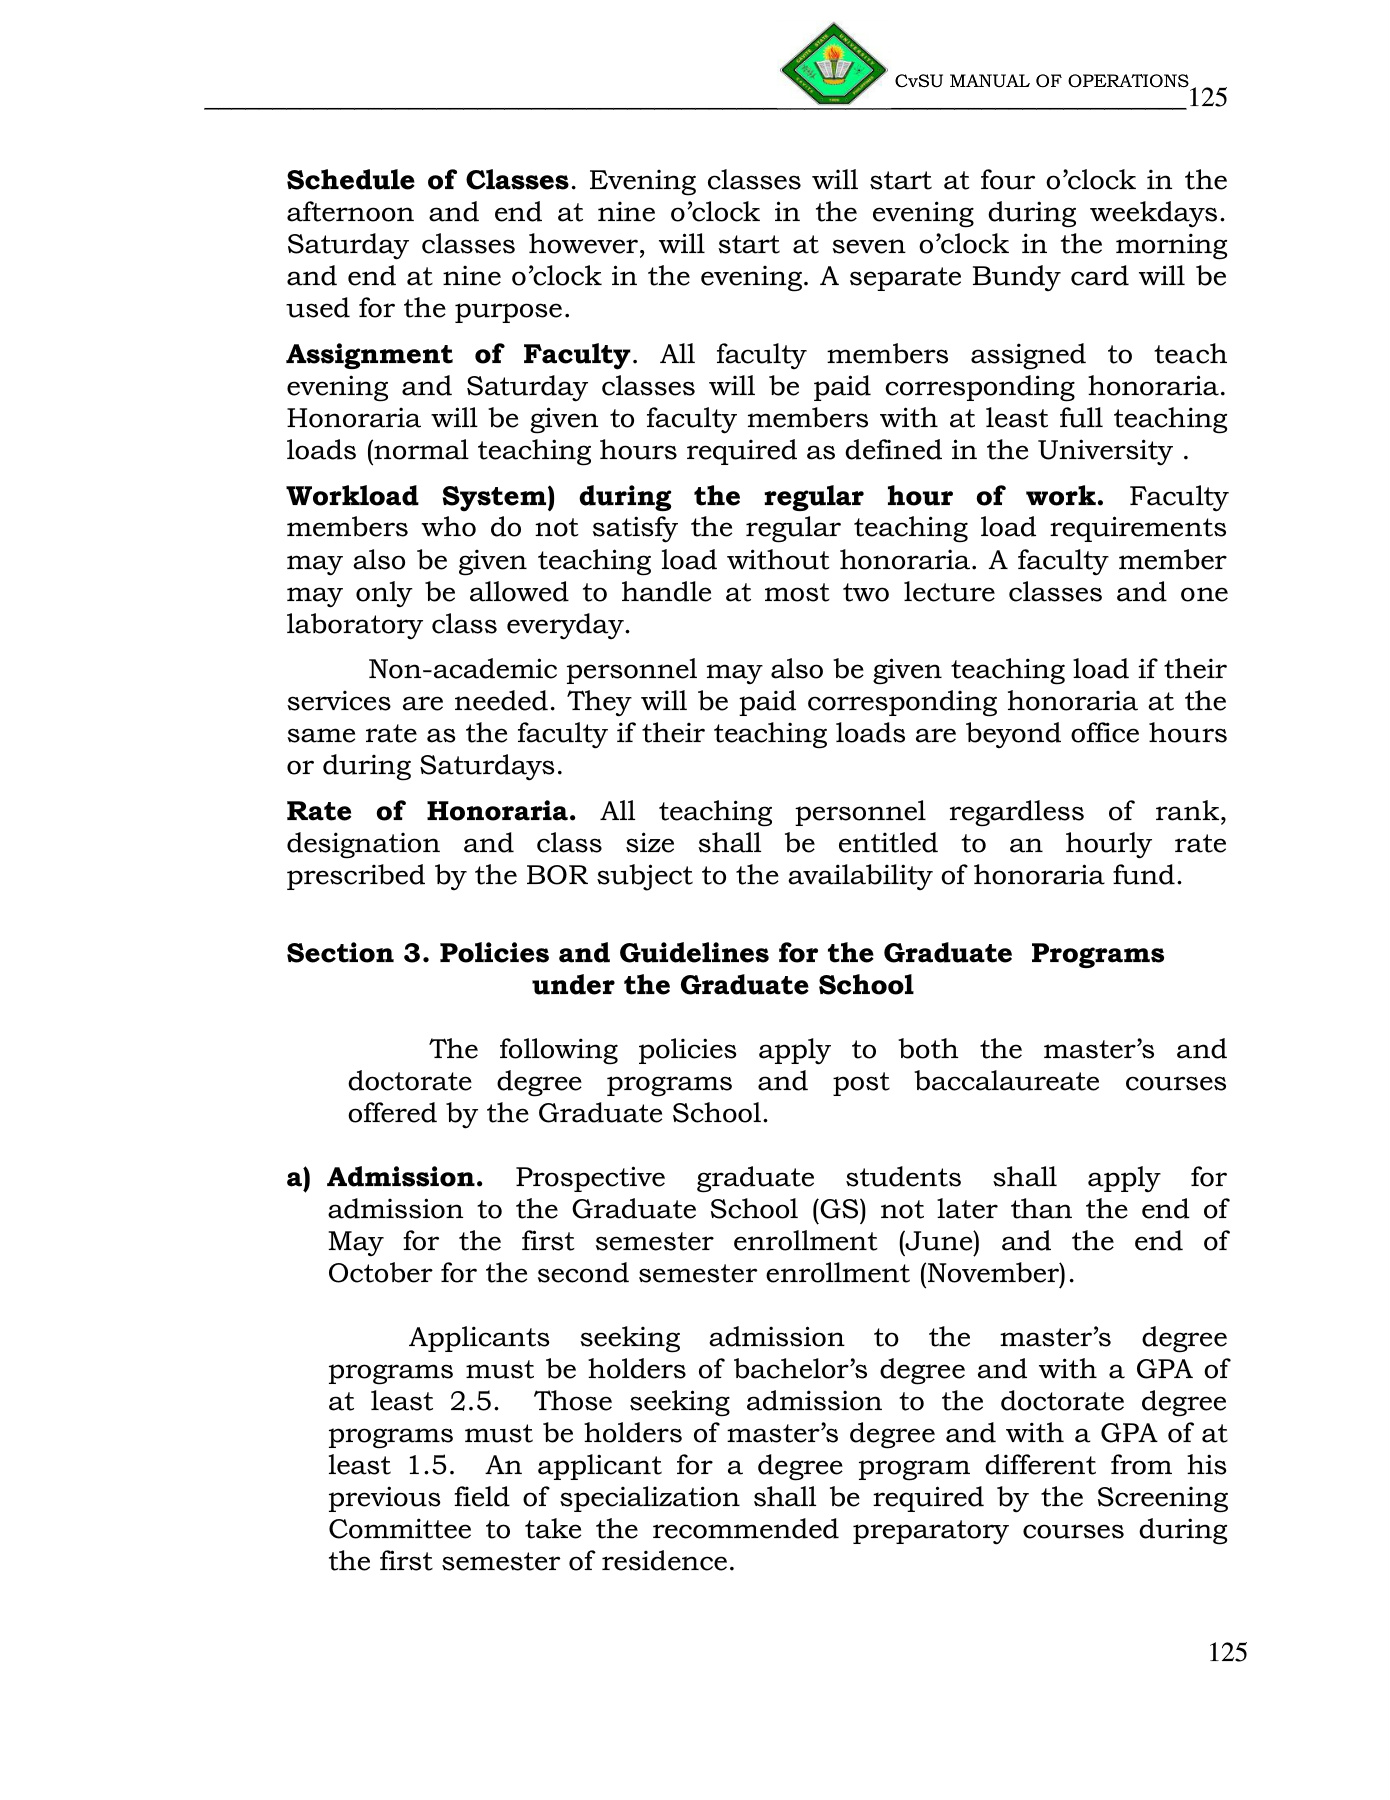 CvSU MANUAL OF OPERATIONS
125
Schedule of Classes. Evening classes will start at four o’clock in the
afternoon and end at nine o’clock in the evening during weekdays.
Saturday classes however, will start at seven o’clock in the morning
and end at nine o’clock in the evening. A separate Bundy card will be
used for the purpose.
Assignment of Faculty. All faculty members assigned to teach
evening and Saturday classes will be paid corresponding honoraria.
Honoraria will be given to faculty members with at least full teaching
loads (normal teaching hours required as defined in the University .
Workload System) during the regular hour of work. Faculty
members who do not satisfy the regular teaching load requirements
may also be given teaching load without honoraria. A faculty member
may only be allowed to handle at most two lecture classes and one
laboratory class everyday.
Non-academic personnel may also be given teaching load if their
services are needed. They will be paid corresponding honoraria at the
same rate as the faculty if their teaching loads are beyond office hours
or during Saturdays.
Rate of Honoraria. All teaching personnel regardless of rank,
designation and class size shall be entitled to an hourly rate
prescribed by the BOR subject to the availability of honoraria fund.
Section 3. Policies and Guidelines for the Graduate Programs
under the Graduate School
The following policies apply to both the master’s and
doctorate degree programs and post baccalaureate courses
offered by the Graduate School.
a) Admission. Prospective graduate students shall apply for
admission to the Graduate School (GS) not later than the end of
May for the first semester enrollment (June) and the end of
October for the second semester enrollment (November).
Applicants seeking admission to the master’s degree
programs must be holders of bachelor’s degree and with a GPA of
at least 2.5. Those seeking admission to the doctorate degree
programs must be holders of master’s degree and with a GPA of at
least 1.5. An applicant for a degree program different from his
previous field of specialization shall be required by the Screening
Committee to take the recommended preparatory courses during
the first semester of residence.
125